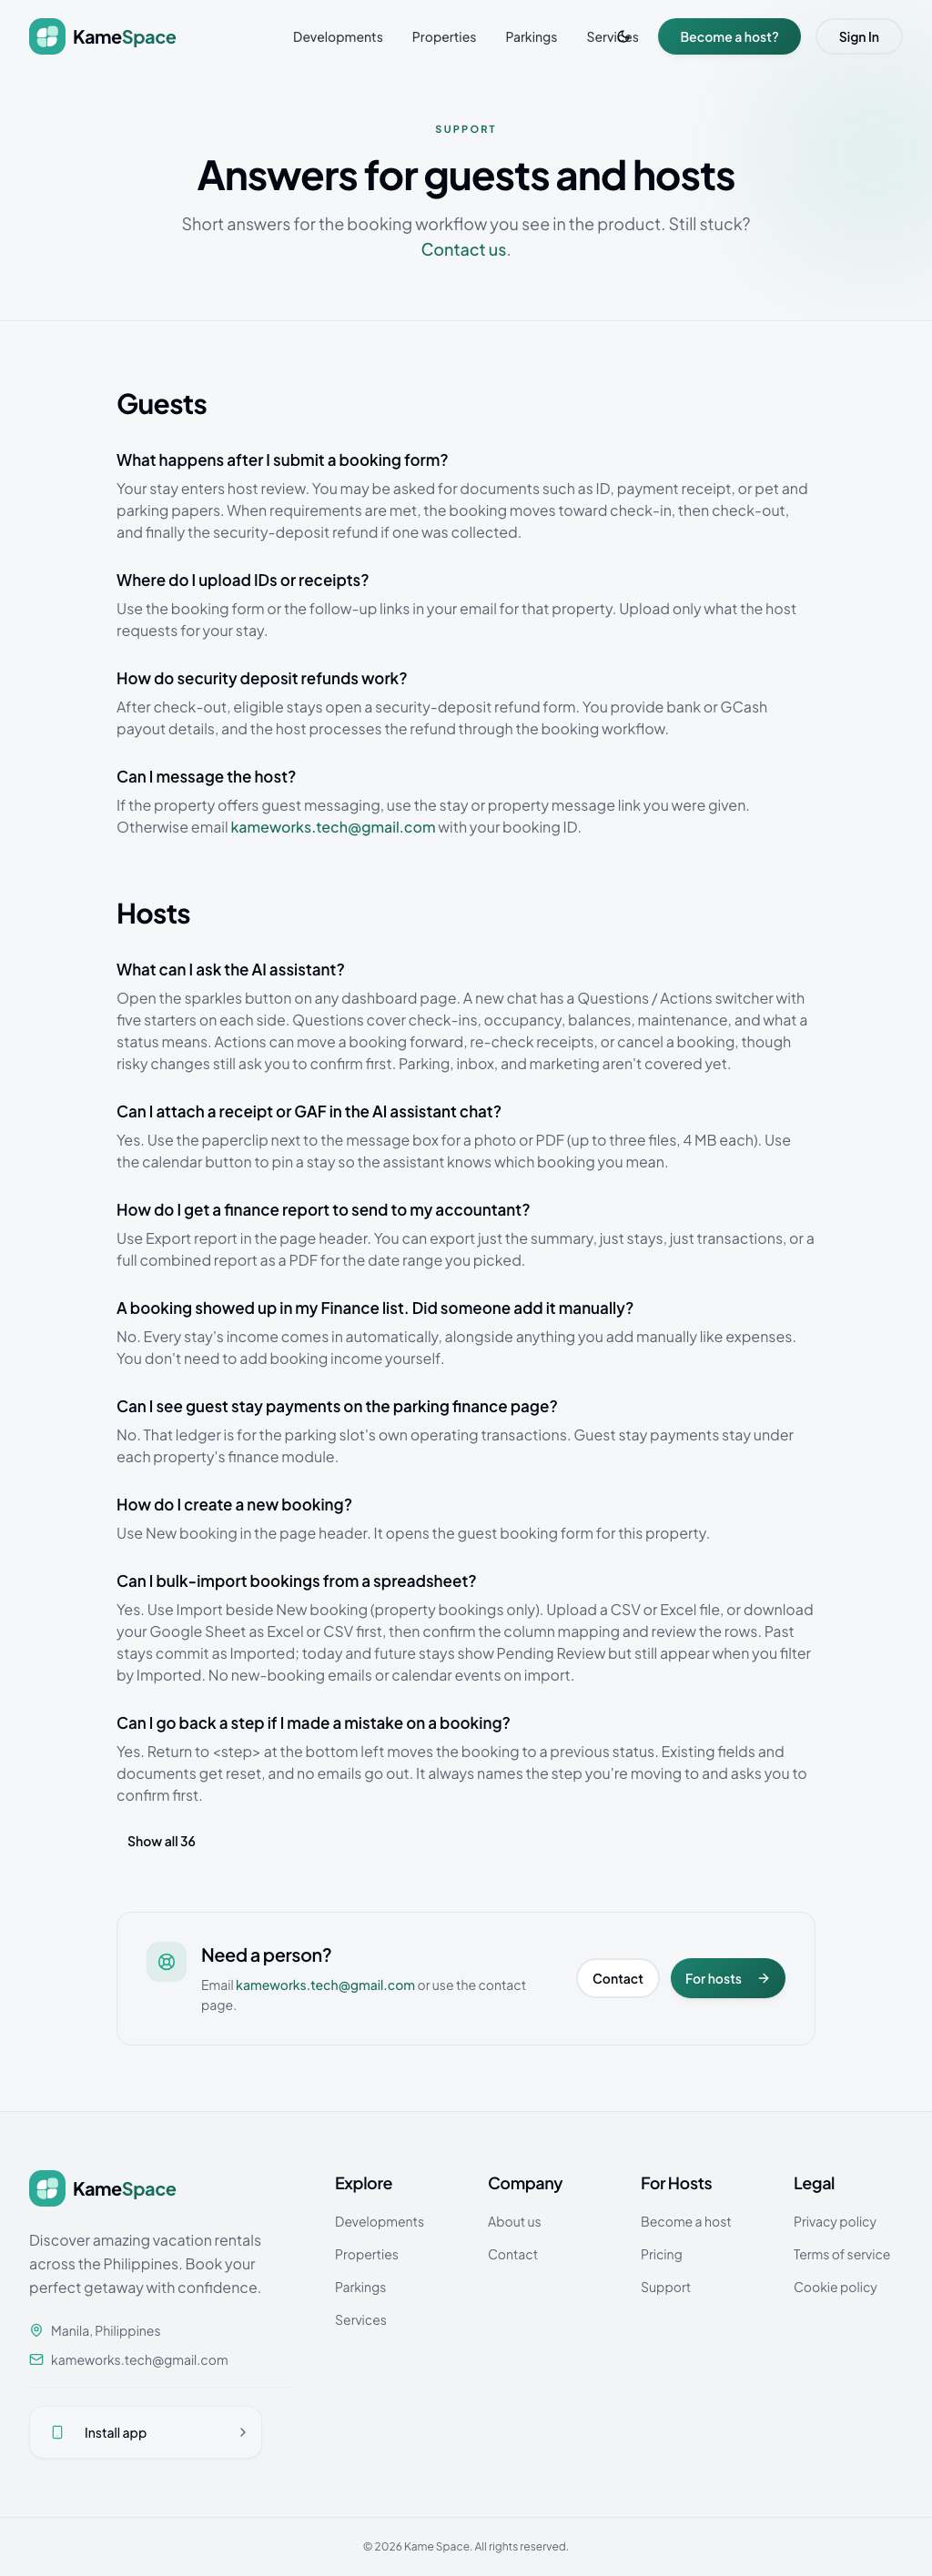 KameSpace
Developments
Properties
Parkings
Services
Become a host?
Sign In
SUPPORT
Answers for guests and hosts
Short answers for the booking workflow you see in the product. Still stuck?
Contact us.
Guests
What happens after I submit a booking form?
Your stay enters host review. You may be asked for documents such as ID, payment receipt, or pet and
parking papers. When requirements are met, the booking moves toward check-in, then check-out,
and finally the security-deposit refund if one was collected.
Where do I upload IDs or receipts?
Use the booking form or the follow-up links in your email for that property. Upload only what the host
requests for your stay.
How do security deposit refunds work?
After check-out, eligible stays open a security-deposit refund form. You provide bank or GCash
payout details, and the host processes the refund through the booking workflow.
Can I message the host?
If the property offers guest messaging, use the stay or property message link you were given.
Otherwise email kameworks.tech@gmail.com with your booking ID.
Hosts
What can I ask the AI assistant?
Open the sparkles button on any dashboard page. A new chat has a Questions / Actions switcher with
five starters on each side. Questions cover check-ins, occupancy, balances, maintenance, and what a
status means. Actions can move a booking forward, re-check receipts, or cancel a booking, though
risky changes still ask you to confirm first. Parking, inbox, and marketing aren't covered yet.
Can I attach a receipt or GAF in the AI assistant chat?
Yes. Use the paperclip next to the message box for a photo or PDF (up to three files, 4 MB each). Use
the calendar button to pin a stay so the assistant knows which booking you mean.
How do I get a finance report to send to my accountant?
Use Export report in the page header. You can export just the summary, just stays, just transactions, or a
full combined report as a PDF for the date range you picked.
A booking showed up in my Finance list. Did someone add it manually?
No. Every stay's income comes in automatically, alongside anything you add manually like expenses.
You don't need to add booking income yourself.
Can I see guest stay payments on the parking finance page?
No. That ledger is for the parking slot's own operating transactions. Guest stay payments stay under
each property's finance module.
How do I create a new booking?
Use New booking in the page header. It opens the guest booking form for this property.
Can I bulk-import bookings from a spreadsheet?
Yes. Use Import beside New booking (property bookings only). Upload a CSV or Excel file, or download
your Google Sheet as Excel or CSV first, then confirm the column mapping and review the rows. Past
stays commit as Imported; today and future stays show Pending Review but still appear when you filter
by Imported. No new-booking emails or calendar events on import.
Can I go back a step if I made a mistake on a booking?
Yes. Return to <step> at the bottom left moves the booking to a previous status. Existing fields and
documents get reset, and no emails go out. It always names the step you're moving to and asks you to
confirm first.
Show all 36
Need a person?
Email kameworks.tech@gmail.com or use the contact
page.
Contact
For hosts
KameSpace
Discover amazing vacation rentals
across the Philippines. Book your
perfect getaway with confidence.
Manila, Philippines
kameworks.tech@gmail.com
Install app
Explore
Developments
Properties
Parkings
Services
Company
About us
Contact
For Hosts
Become a host
Pricing
Support
Legal
Privacy policy
Terms of service
Cookie policy
© 2026 Kame Space. All rights reserved.